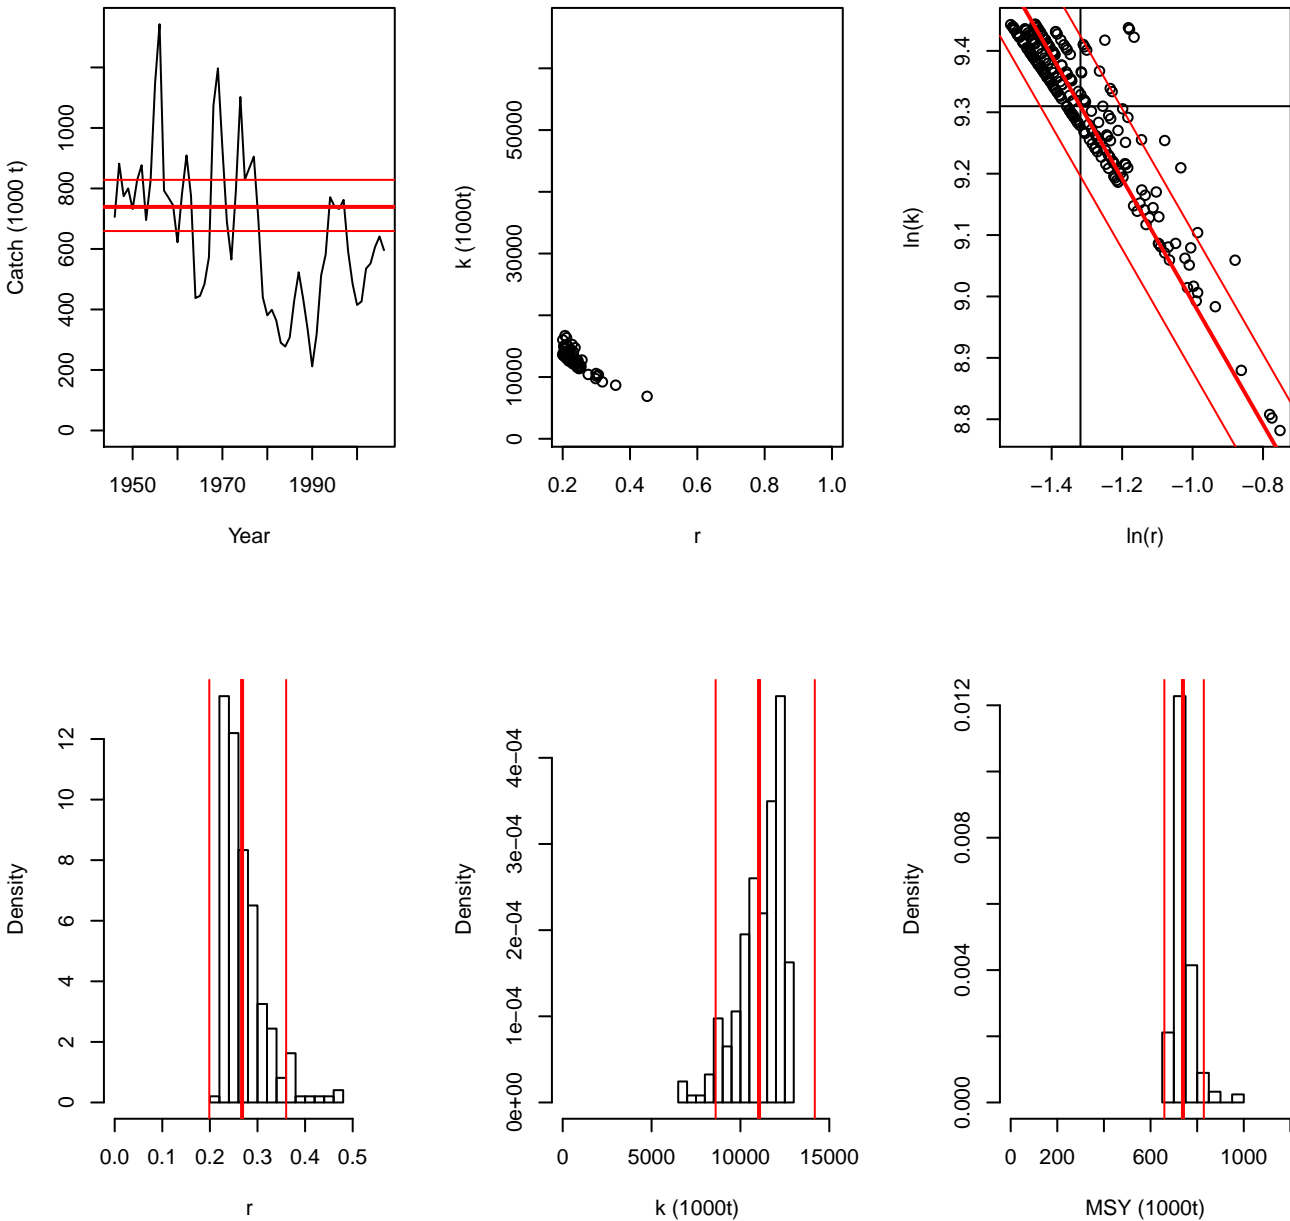 Catch (1000 t)
0 200 400 600 800 1000
1950 1970 1990
Year
k (1000t)
0 10000 30000 50000
0.2 0.4 0.6 0.8 1.0
r
ln(k)
8.8 8.9 9.0 9.1 9.2 9.3 9.4
−1.4 −1.2 −1.0 −0.8
ln(r)
Density
0 2 4 6 8 10 12
0.0 0.1 0.2 0.3 0.4 0.5
r
Density
0e+00 1e−04 2e−04 3e−04 4e−04
0 5000 10000 15000
k (1000t)
Density
0.000 0.004 0.008 0.012
0 200 600 1000
MSY (1000t)